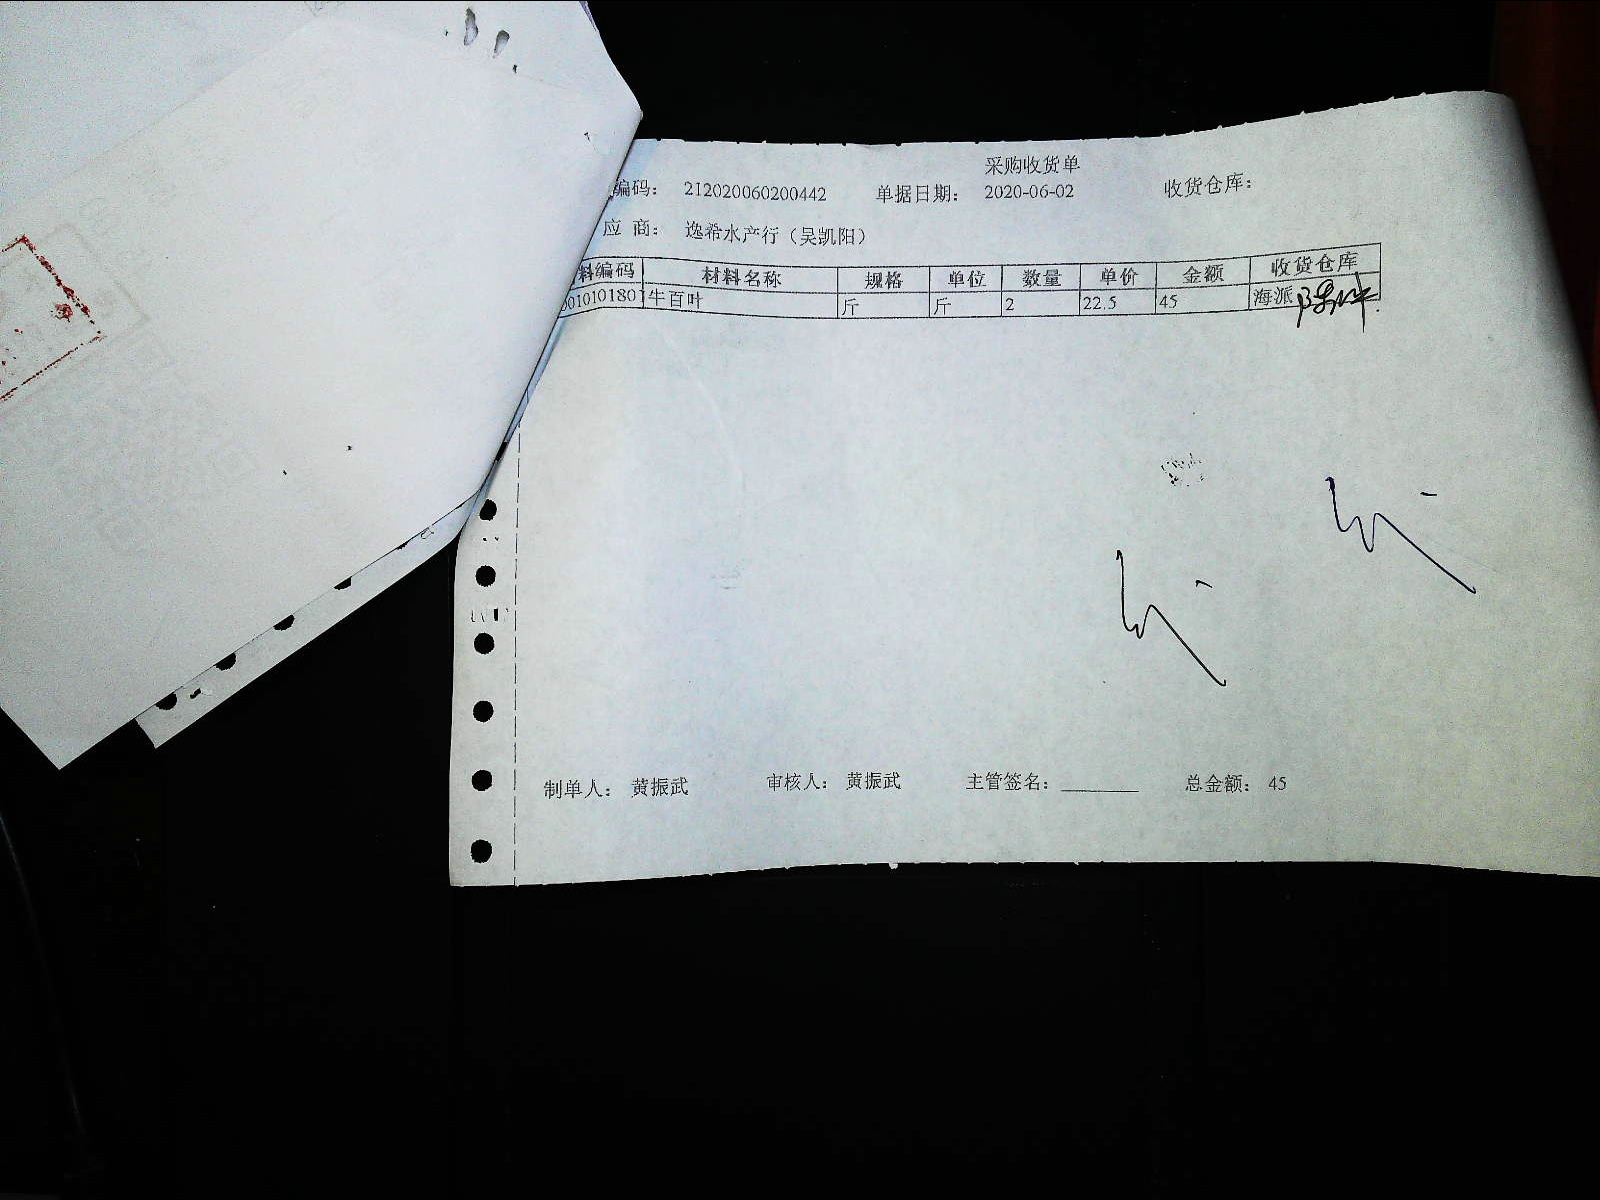 采购收货单
编码： 212020060200442 单据日期： 2020-06-02 收货仓库：
应 商： 逸希水产行（吴凯阳）
料编码 材料名称 规格 单位 数量 单价 金额 收货仓库
牛百叶 斤 斤 2 22.5 45 海派
制单人： 黄振武 审核人： 黄振武 主管签名： 总金额： 45